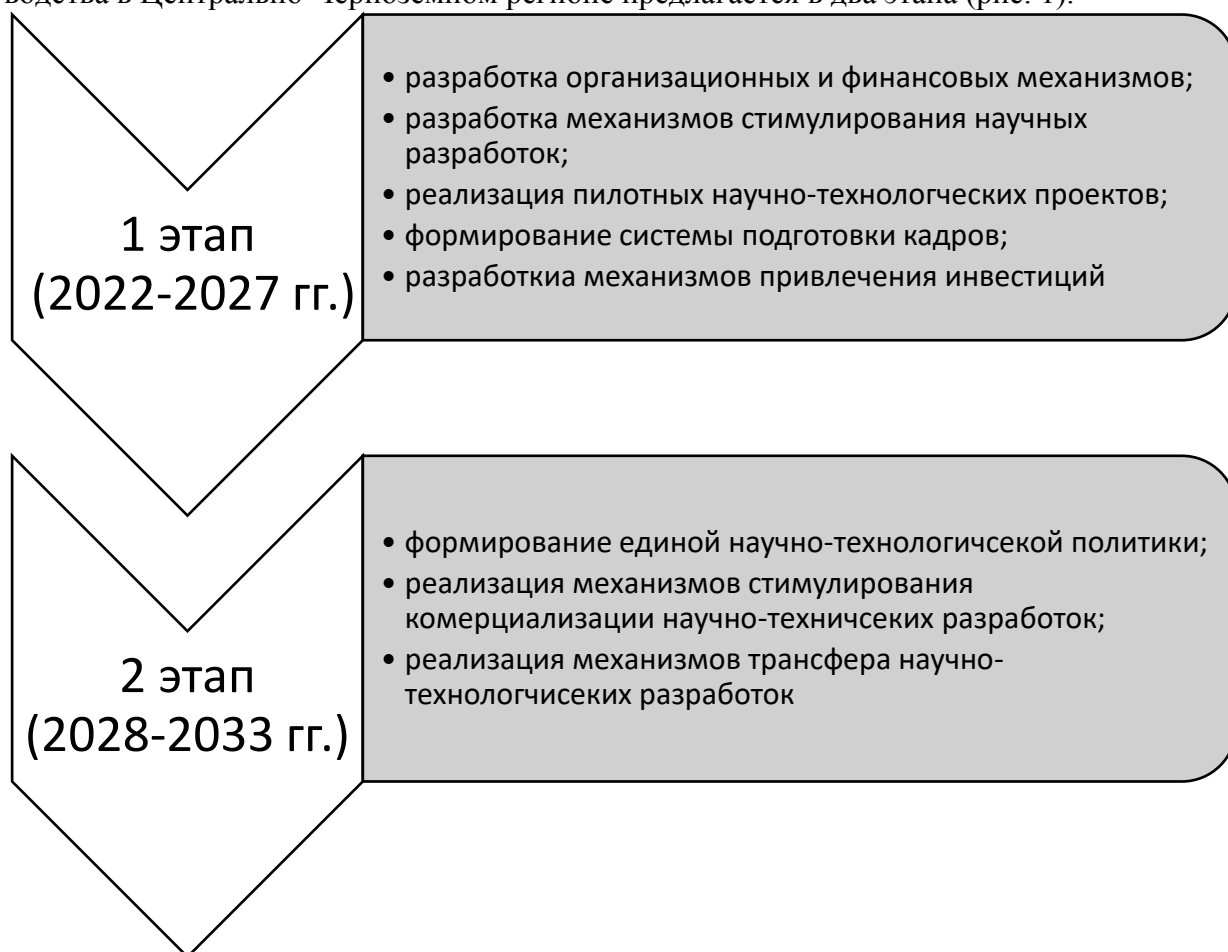 водства в Центрально-Черноземном регионе предлагается в два этапа (рис. 1).
1 этап
(2022-2027 гг.)
• разработка организационных и финансовых механизмов;
• разработка механизмов стимулирования научных
разработок;
• реализация пилотных научно-технологческих проектов;
• формирование системы подготовки кадров;
• разработкиа механизмов привлечения инвестиций
2 этап
(2028-2033 гг.)
• формирование единой научно-технологичсекой политики;
• реализация механизмов стимулирования
комерциализации научно-техничсеких разработок;
• реализация механизмов трансфера научно-
технологчисеких разработок